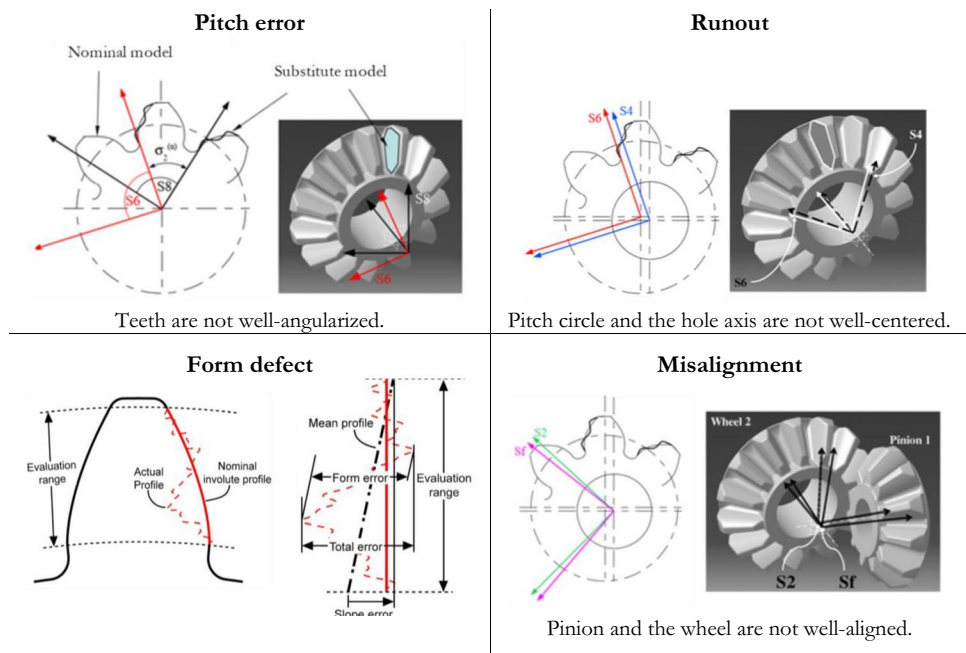 Pitch error
Nominal model
Substitute model
σ₂⁽ᵃ⁾
S8
S6
S8
S6
Teeth are not well-angularized.
Runout
S6
S4
S4
S6
Pitch circle and the hole axis are not well-centered.
Form defect
Evaluation
range
Actual
Profile
Nominal
involute profile
Mean profile
Form error
Evaluation
range
Total error
Slope error
Misalignment
S2
Sf
Wheel 2
Pinion 1
S2
Sf
Pinion and the wheel are not well-aligned.